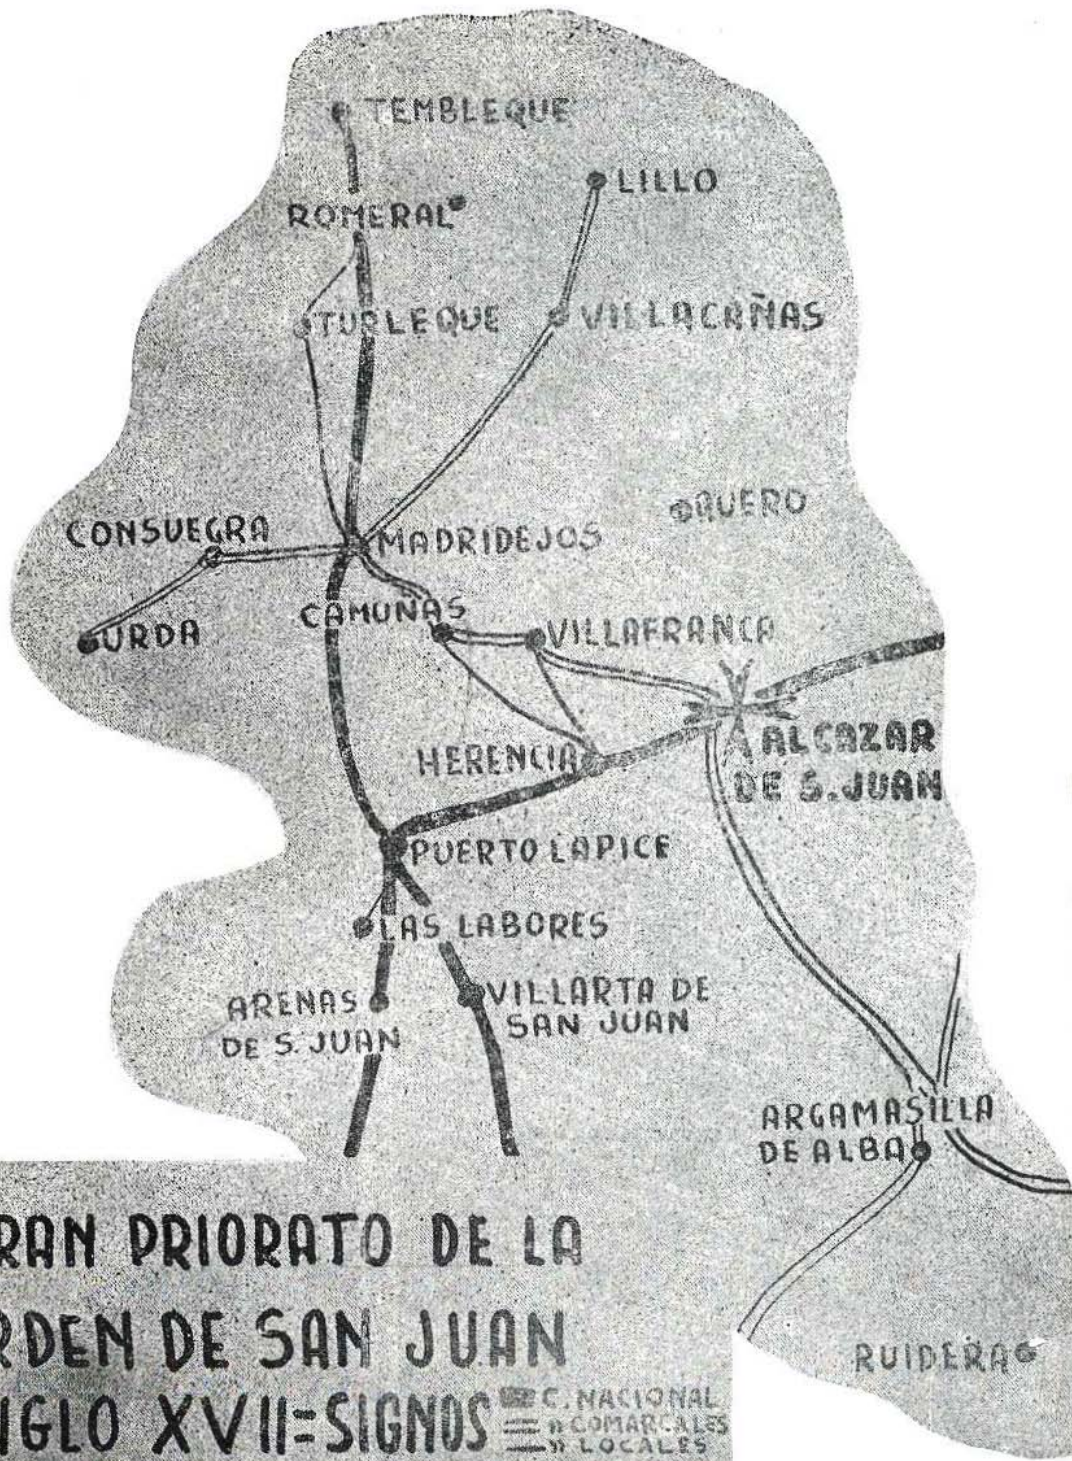 TEMBLEQUE
LILLO
ROMERAL
TURLEQUE
VILLACAÑAS
QUERO
CONSUEGRA
MADRIDEJOS
CAMUÑAS
URDA
VILLAFRANCA
ALCAZAR
DE S. JUAN
HERENCIA
PUERTO LAPICE
LAS LABORES
ARENAS
DE S. JUAN
VILLARTA DE
SAN JUAN
ARGAMASILLA
DE ALBA
RUIDERA
RAN PRIORATO DE LA
RDEN DE SAN JUAN
IGLO XVII=SIGNOS
C. NACIONAL
" COMARCALES
" LOCALES